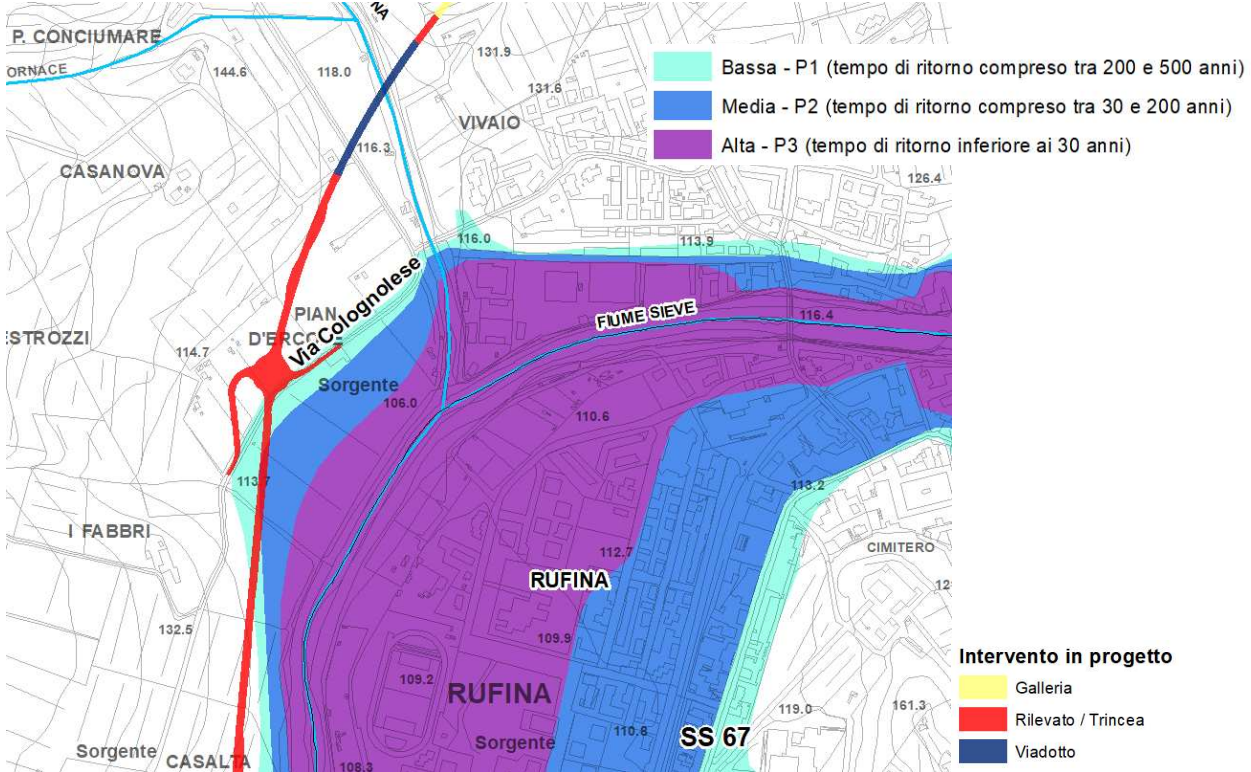 NA
P. CONCIUMARE
ORNACE
144.6
118.0
131.9
131.6
VIVAIO
116.3
CASANOVA
126.4
Bassa - P1 (tempo di ritorno compreso tra 200 e 500 anni)
Media - P2 (tempo di ritorno compreso tra 30 e 200 anni)
Alta - P3 (tempo di ritorno inferiore ai 30 anni)
116.0
113.9
Via Colognolese
PIAN
ESTROZZI
114.7
FIUME SIEVE
116.4
Sorgente
106.0
110.6
113.7
113.2
I FABBRI
112.7
CIMITERO
RUFINA
132.5
109.9
109.2
RUFINA
119.0
161.3
Sorgente
CASALTA
Sorgente
110.6
SS 67
108.3
Intervento in progetto
Galleria
Rilevato / Trincea
Viadotto